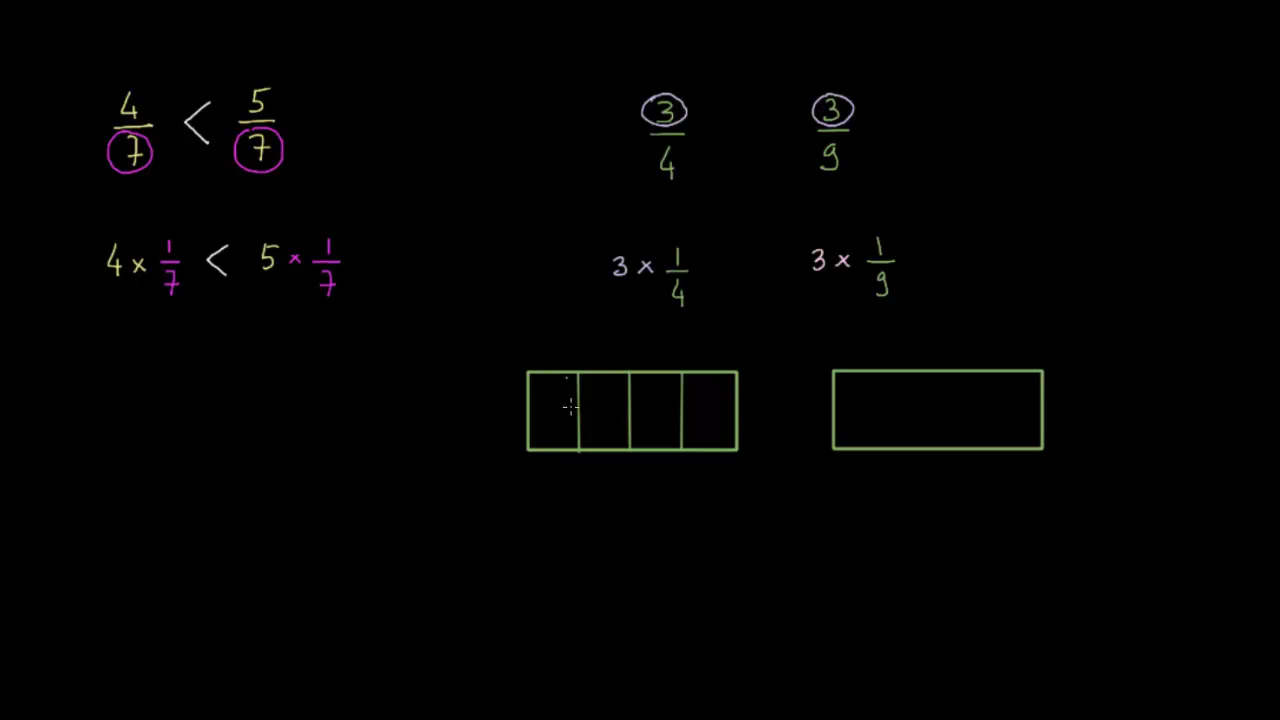 4/7 < 5/7
3/4 3/9
4 × 1/7 < 5 × 1/7
3 × 1/4 3 × 1/9